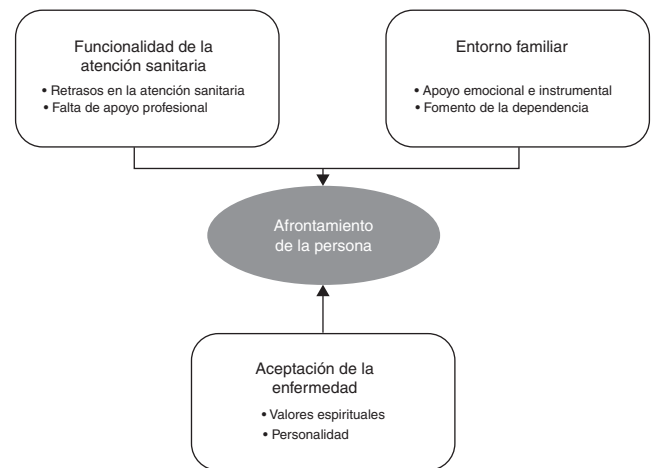 Funcionalidad de la
atención sanitaria
• Retrasos en la atención sanitaria
• Falta de apoyo profesional
Entorno familiar
• Apoyo emocional e instrumental
• Fomento de la dependencia
Afrontamiento
de la persona
Aceptación de la
enfermedad
• Valores espirituales
• Personalidad